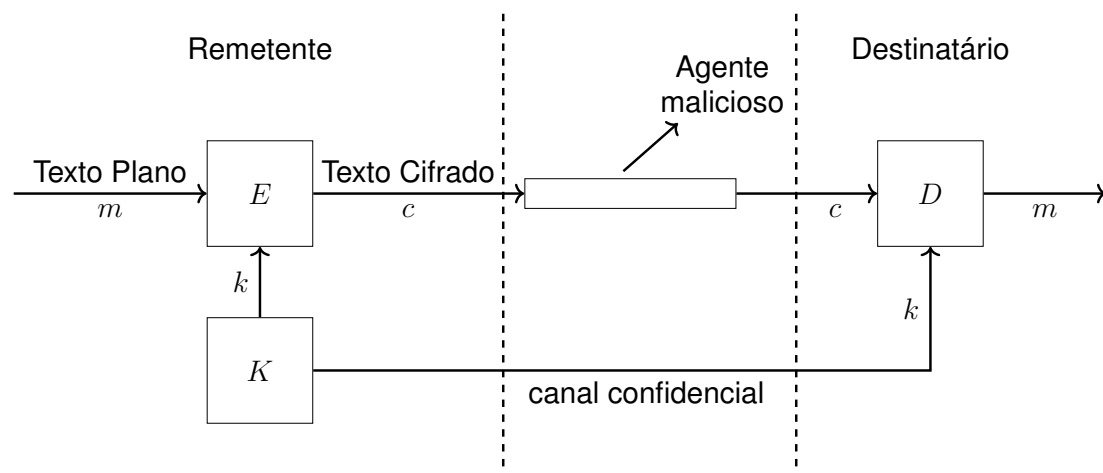 Remetente
Destinatário
Agente
malicioso
Texto Plano
m
E
Texto Cifrado
c
c
D
m
k
k
K
canal confidencial